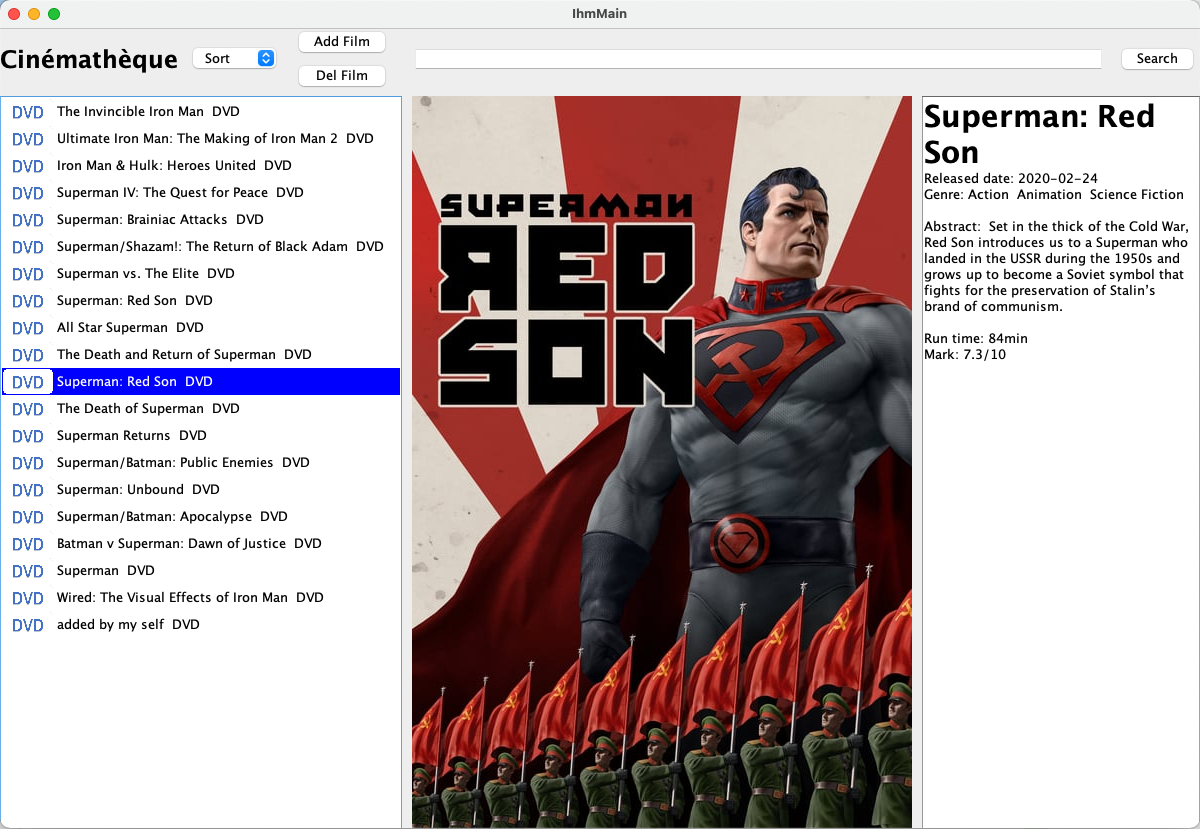 IhmMain
Cinémathèque
Sort
Add Film
Del Film
Search
DVD The Invincible Iron Man DVD
DVD Ultimate Iron Man: The Making of Iron Man 2 DVD
DVD Iron Man & Hulk: Heroes United DVD
DVD Superman IV: The Quest for Peace DVD
DVD Superman: Brainiac Attacks DVD
DVD Superman/Shazam!: The Return of Black Adam DVD
DVD Superman vs. The Elite DVD
DVD Superman: Red Son DVD
DVD All Star Superman DVD
DVD The Death and Return of Superman DVD
DVD Superman: Red Son DVD
DVD The Death of Superman DVD
DVD Superman Returns DVD
DVD Superman/Batman: Public Enemies DVD
DVD Superman: Unbound DVD
DVD Superman/Batman: Apocalypse DVD
DVD Batman v Superman: Dawn of Justice DVD
DVD Superman DVD
DVD Wired: The Visual Effects of Iron Man DVD
DVD added by my self DVD
SUPEЯMAN
ЯED
SON
Superman: Red
Son
Released date: 2020-02-24
Genre: Action Animation Science Fiction
Abstract: Set in the thick of the Cold War,
Red Son introduces us to a Superman who
landed in the USSR during the 1950s and
grows up to become a Soviet symbol that
fights for the preservation of Stalin’s
brand of communism.
Run time: 84min
Mark: 7.3/10